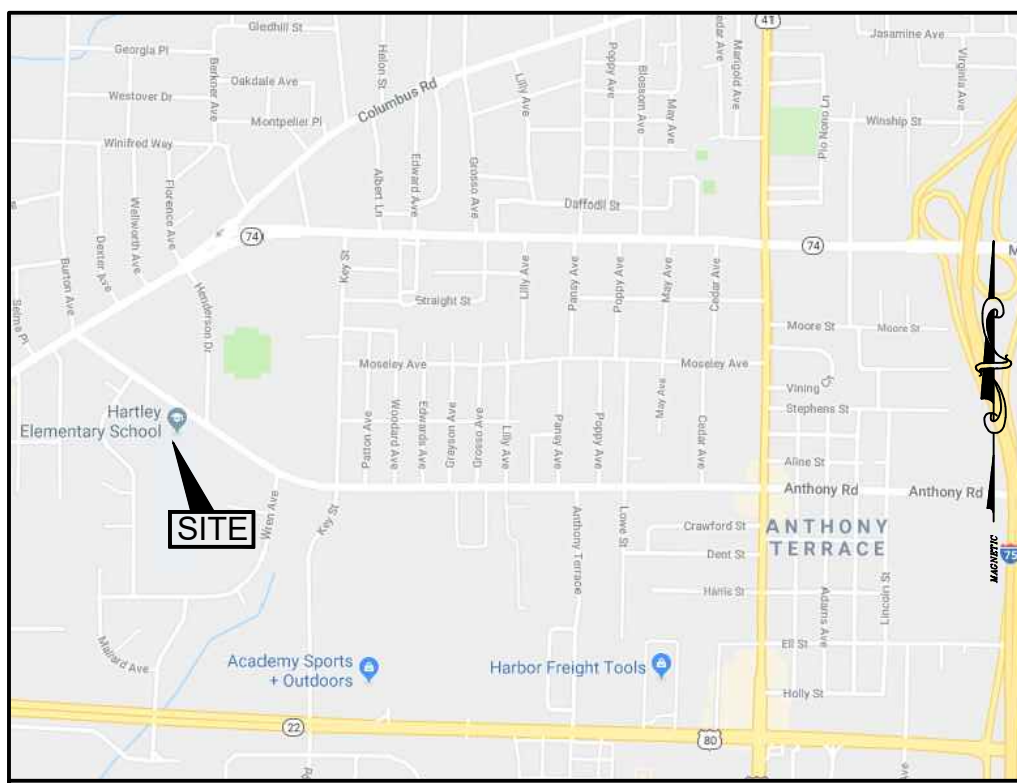 Gledhill St
Georgia Pl
Barkner Ave
Oakdale Ave
Westover Dr
Montpelier Pl
Winifred Way
Helon St
Columbus Rd
Lilly Ave
Poppy Ave
Blossom Ave
May Ave
Cedar Ave
Marigold Ave
41
Jasamine Ave
Virginia Ave
Pio Nono Ln
Winship St
Florence Ave
Wellworth Ave
Dexter Ave
Burton Ave
Selma Pl
Albert Ln
Edward Ave
Grosso Ave
Daffodil St
74
74
M
Key St
Henderson Dr
Straight St
Lilly Ave
Pansy Ave
Poppy Ave
May Ave
Cedar Ave
Moore St
Moore St
Moseley Ave
Moseley Ave
Vining
Stephens St
Hartley
Elementary School
Patton Ave
Woodard Ave
Edwards Ave
Grayson Ave
Grosso Ave
Lilly Ave
Pansy Ave
Poppy Ave
May Ave
Cedar Ave
Aline St
Anthony Rd
Anthony Rd
SITE
Wren Ave
Key St
Anthony Terrace
Lowe St
Crawford St
Dent St
Harris St
ANTHONY
TERRACE
Adams Ave
Lincoln St
MAGNETIC
75
Mallard Ave
Academy Sports
+ Outdoors
Harbor Freight Tools
Ell St
Holly St
22
80
Ave